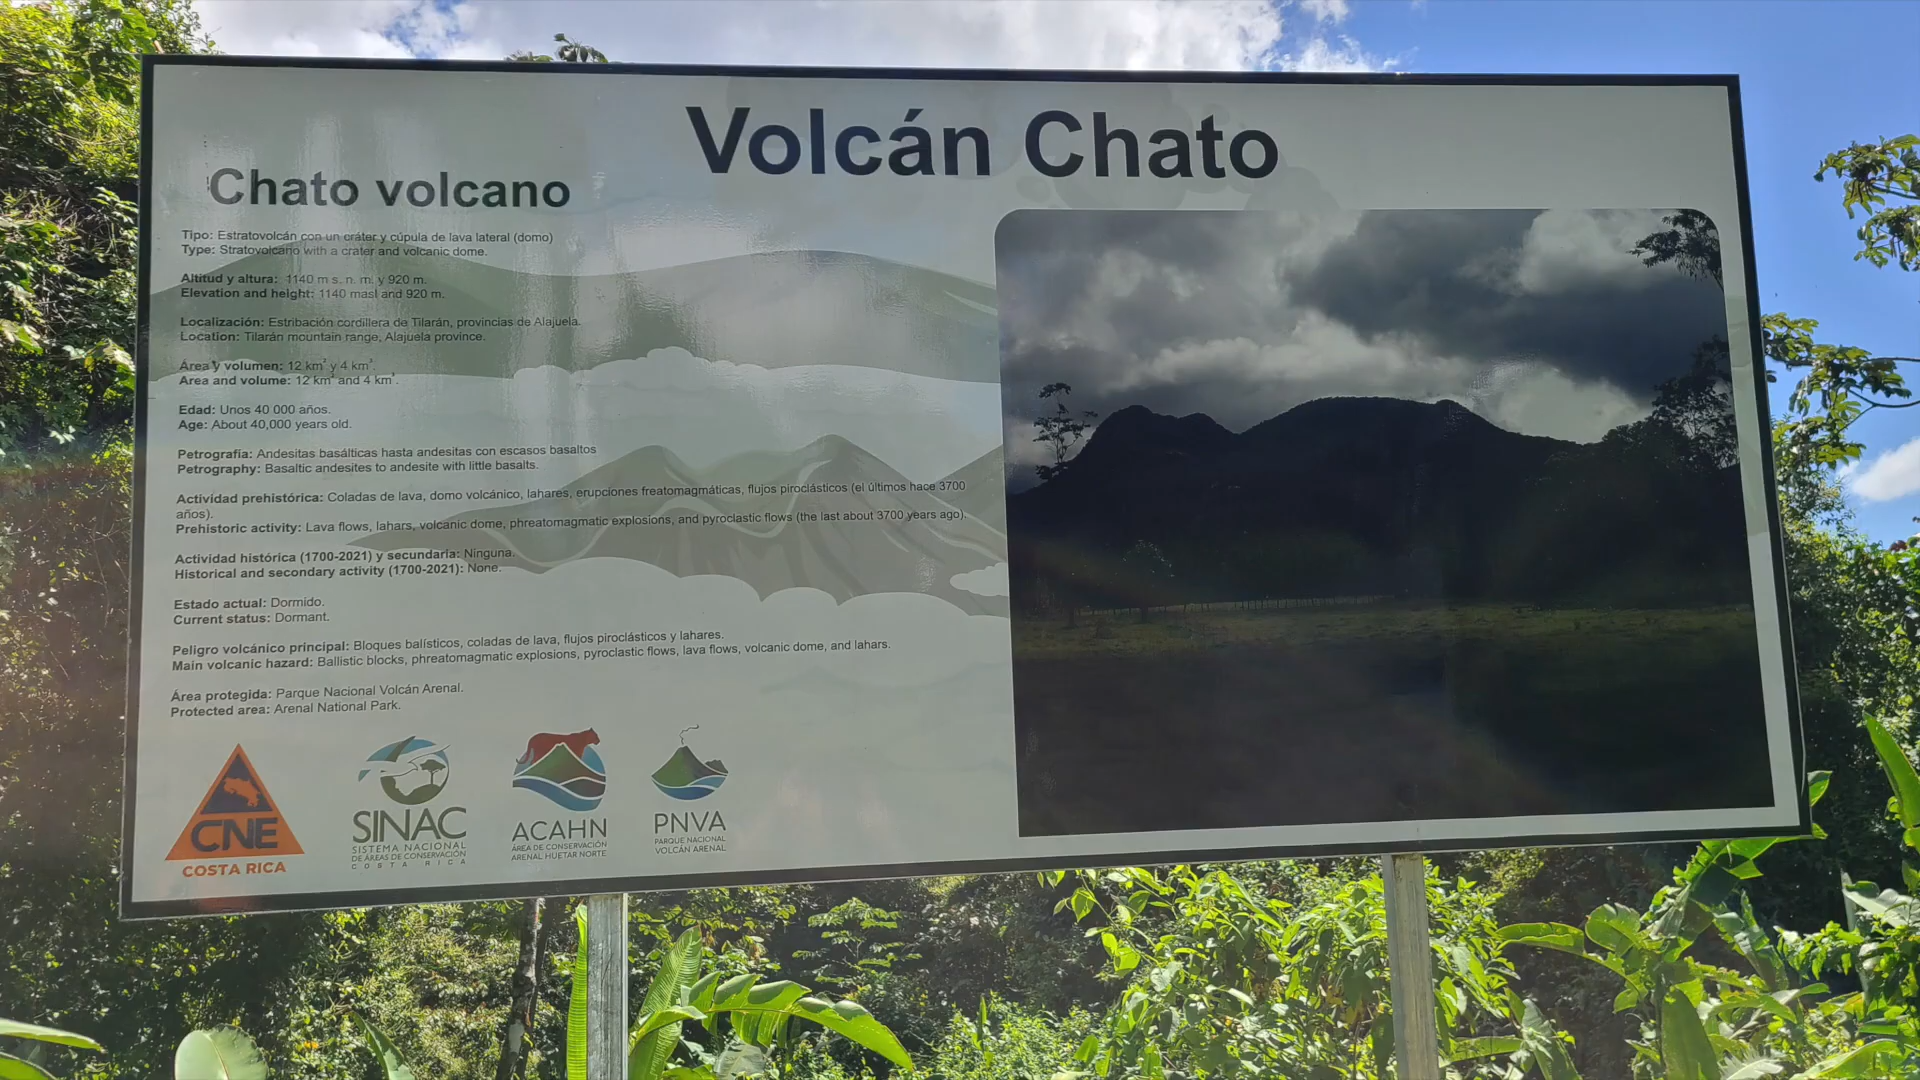 Volcán Chato
Chato volcano
Tipo: Estratovolcán con un cráter y cúpula de lava lateral (domo)
Type: Stratovolcano with a crater and volcanic dome.
Altitud y altura: 1140 m s. n. m. y 920 m.
Elevation and height: 1140 masl and 920 m.
Localización: Estribación cordillera de Tilarán, provincias de Alajuela.
Location: Tilarán mountain range, Alajuela province.
Área y volumen: 12 km² y 4 km³.
Area and volume: 12 km² and 4 km³.
Edad: Unos 40 000 años.
Age: About 40,000 years old.
Petrografía: Andesitas basálticas hasta andesitas con escasos basaltos
Petrography: Basaltic andesites to andesite with little basalts.
Actividad prehistórica: Coladas de lava, domo volcánico, lahares, erupciones freatomagmáticas, flujos piroclásticos (el últimos hace 3700
años).
Prehistoric activity: Lava flows, lahars, volcanic dome, phreatomagmatic explosions, and pyroclastic flows (the last about 3700 years ago).
Actividad histórica (1700-2021) y secundaria: Ninguna.
Historical and secondary activity (1700-2021): None.
Estado actual: Dormido.
Current status: Dormant.
Peligro volcánico principal: Bloques balísticos, coladas de lava, flujos piroclásticos y lahares.
Main volcanic hazard: Ballistic blocks, phreatomagmatic explosions, pyroclastic flows, lava flows, volcanic dome, and lahars.
Área protegida: Parque Nacional Volcán Arenal.
Protected area: Arenal National Park.
CNE
COSTA RICA
SINAC
SISTEMA NACIONAL
DE ÁREAS DE CONSERVACIÓN
COSTA RICA
ACAHN
ÁREA DE CONSERVACIÓN
ARENAL HUETAR NORTE
PNVA
PARQUE NACIONAL
VOLCÁN ARENAL